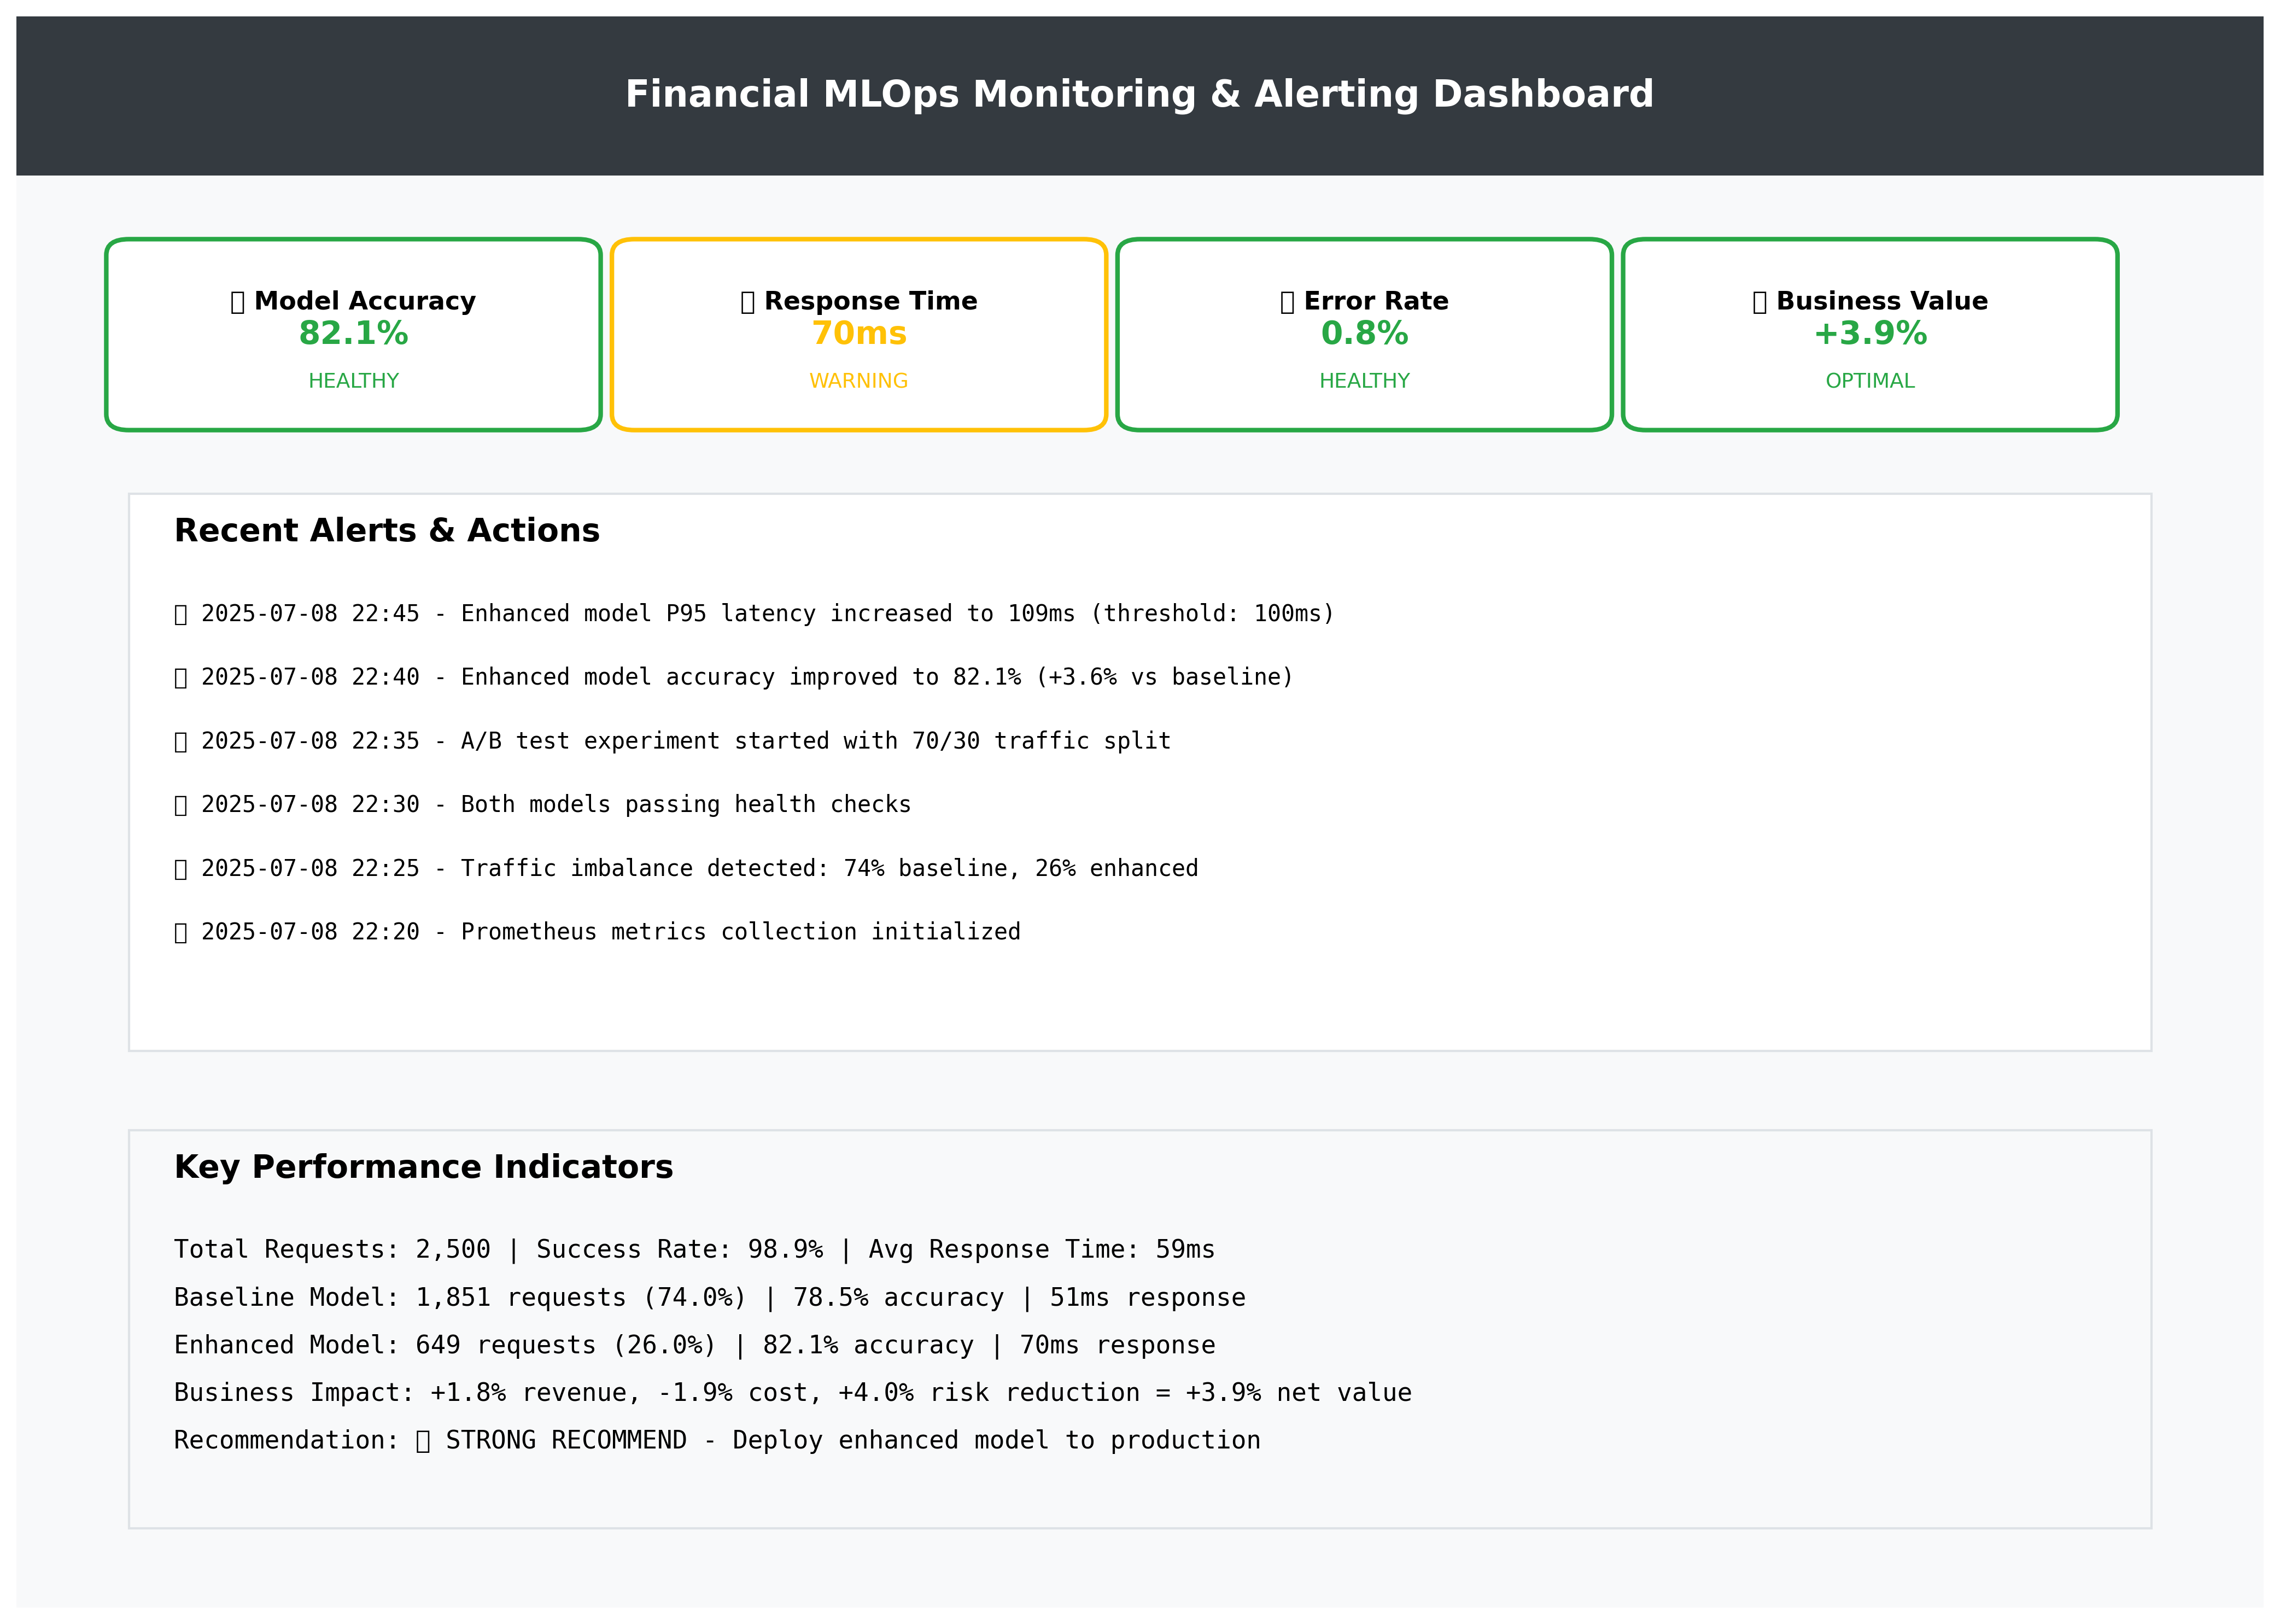 Financial MLOps Monitoring & Alerting Dashboard
Model Accuracy
82.1%
HEALTHY
Response Time
70ms
WARNING
Error Rate
0.8%
HEALTHY
Business Value
+3.9%
OPTIMAL
Recent Alerts & Actions
2025-07-08 22:45 - Enhanced model P95 latency increased to 109ms (threshold: 100ms)
2025-07-08 22:40 - Enhanced model accuracy improved to 82.1% (+3.6% vs baseline)
2025-07-08 22:35 - A/B test experiment started with 70/30 traffic split
2025-07-08 22:30 - Both models passing health checks
2025-07-08 22:25 - Traffic imbalance detected: 74% baseline, 26% enhanced
2025-07-08 22:20 - Prometheus metrics collection initialized
Key Performance Indicators
Total Requests: 2,500 | Success Rate: 98.9% | Avg Response Time: 59ms
Baseline Model: 1,851 requests (74.0%) | 78.5% accuracy | 51ms response
Enhanced Model: 649 requests (26.0%) | 82.1% accuracy | 70ms response
Business Impact: +1.8% revenue, -1.9% cost, +4.0% risk reduction = +3.9% net value
Recommendation: STRONG RECOMMEND - Deploy enhanced model to production